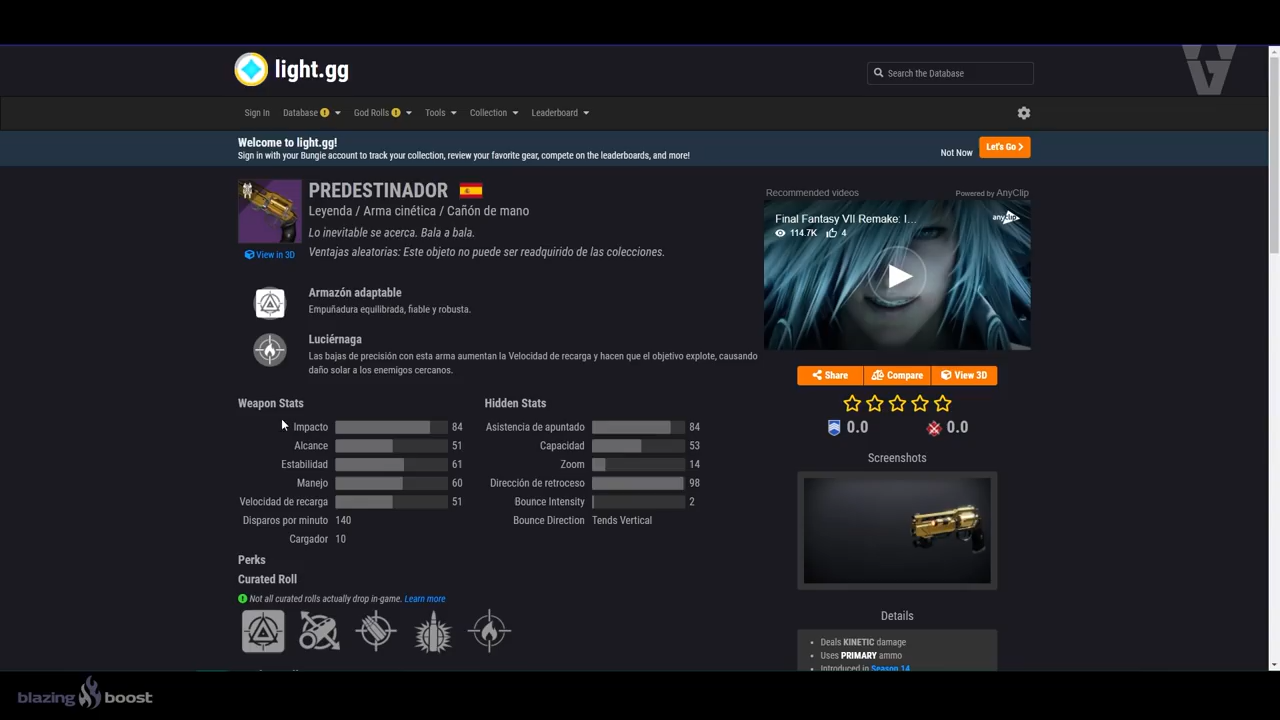 light.gg
Search the Database
Sign In Database God Rolls Tools Collection Leaderboard
Welcome to light.gg!
Sign in with your Bungie account to track your collection, review your favorite gear, compete on the leaderboards, and more!
Not Now Let's Go
PREDESTINADOR
Leyenda / Arma cinética / Cañón de mano
Lo inevitable se acerca. Bala a bala.
Ventajas aleatorias: Este objeto no puede ser readquirido de las colecciones.
View in 3D
Armazón adaptable
Empuñadura equilibrada, fiable y robusta.
Luciérnaga
Las bajas de precisión con esta arma aumentan la Velocidad de recarga y hacen que el objetivo explote, causando
daño solar a los enemigos cercanos.
Weapon Stats
Impacto 84
Alcance 51
Estabilidad 61
Manejo 60
Velocidad de recarga 51
Disparos por minuto 140
Cargador 10
Hidden Stats
Asistencia de apuntado 84
Capacidad 53
Zoom 14
Dirección de retroceso 98
Bounce Intensity 2
Bounce Direction Tends Vertical
Perks
Curated Roll
Not all curated rolls actually drop in-game. Learn more
Recommended videos Powered by AnyClip
Final Fantasy VII Remake: I...
114.7K 4
Share Compare View 3D
0.0 0.0
Screenshots
Details
Deals KINETIC damage
Uses PRIMARY ammo
Introduced in Season 14
blazing boost